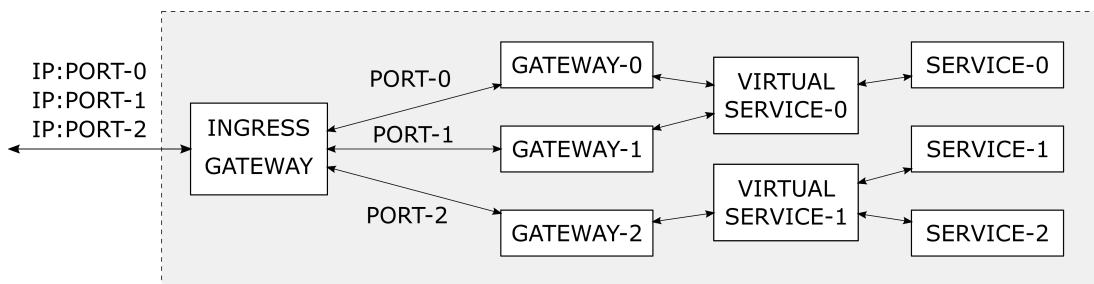 IP:PORT-0
IP:PORT-1
IP:PORT-2
INGRESS
GATEWAY
PORT-0
PORT-1
PORT-2
GATEWAY-0
GATEWAY-1
GATEWAY-2
VIRTUAL
SERVICE-0
VIRTUAL
SERVICE-1
SERVICE-0
SERVICE-1
SERVICE-2